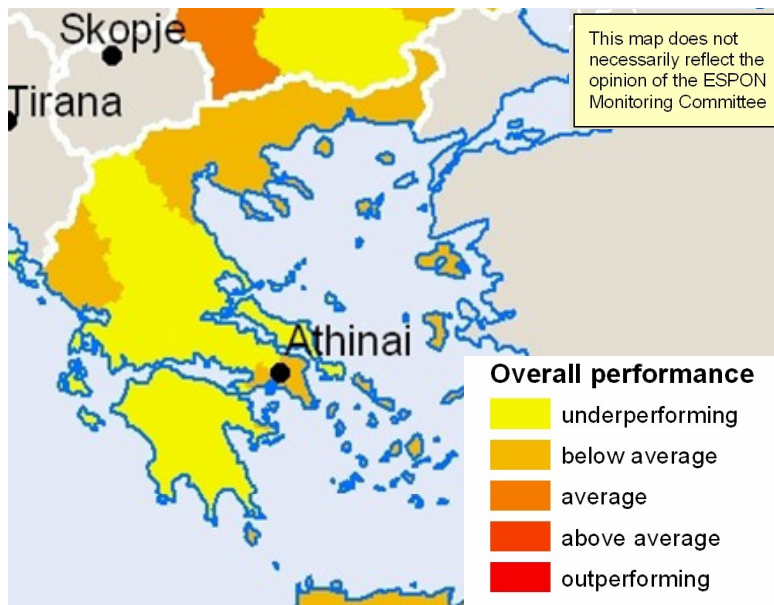 Skopje
This map does not
necessarily reflect the
opinion of the ESPON
Monitoring Committee
Tirana
Athinai
Overall performance
underperforming
below average
average
above average
outperforming